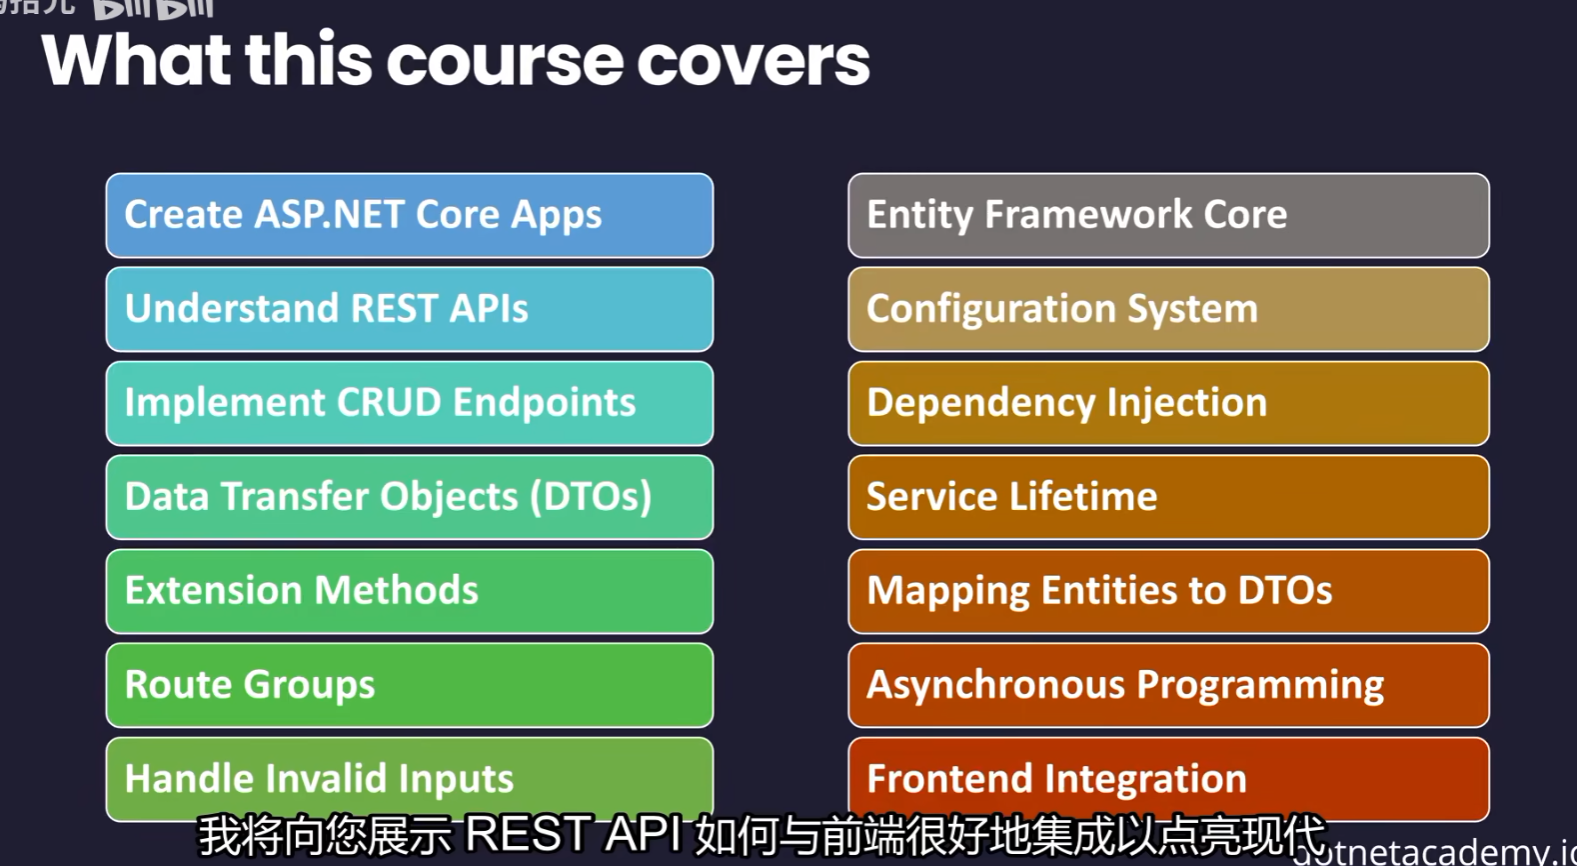 bilibili
What this course covers
Create ASP.NET Core Apps
Understand REST APIs
Implement CRUD Endpoints
Data Transfer Objects (DTOs)
Extension Methods
Route Groups
Handle Invalid Inputs
Entity Framework Core
Configuration System
Dependency Injection
Service Lifetime
Mapping Entities to DTOs
Asynchronous Programming
Frontend Integration
我将向您展示 REST API 如何与前端很好地集成以点亮现代
dotnetacademy.io